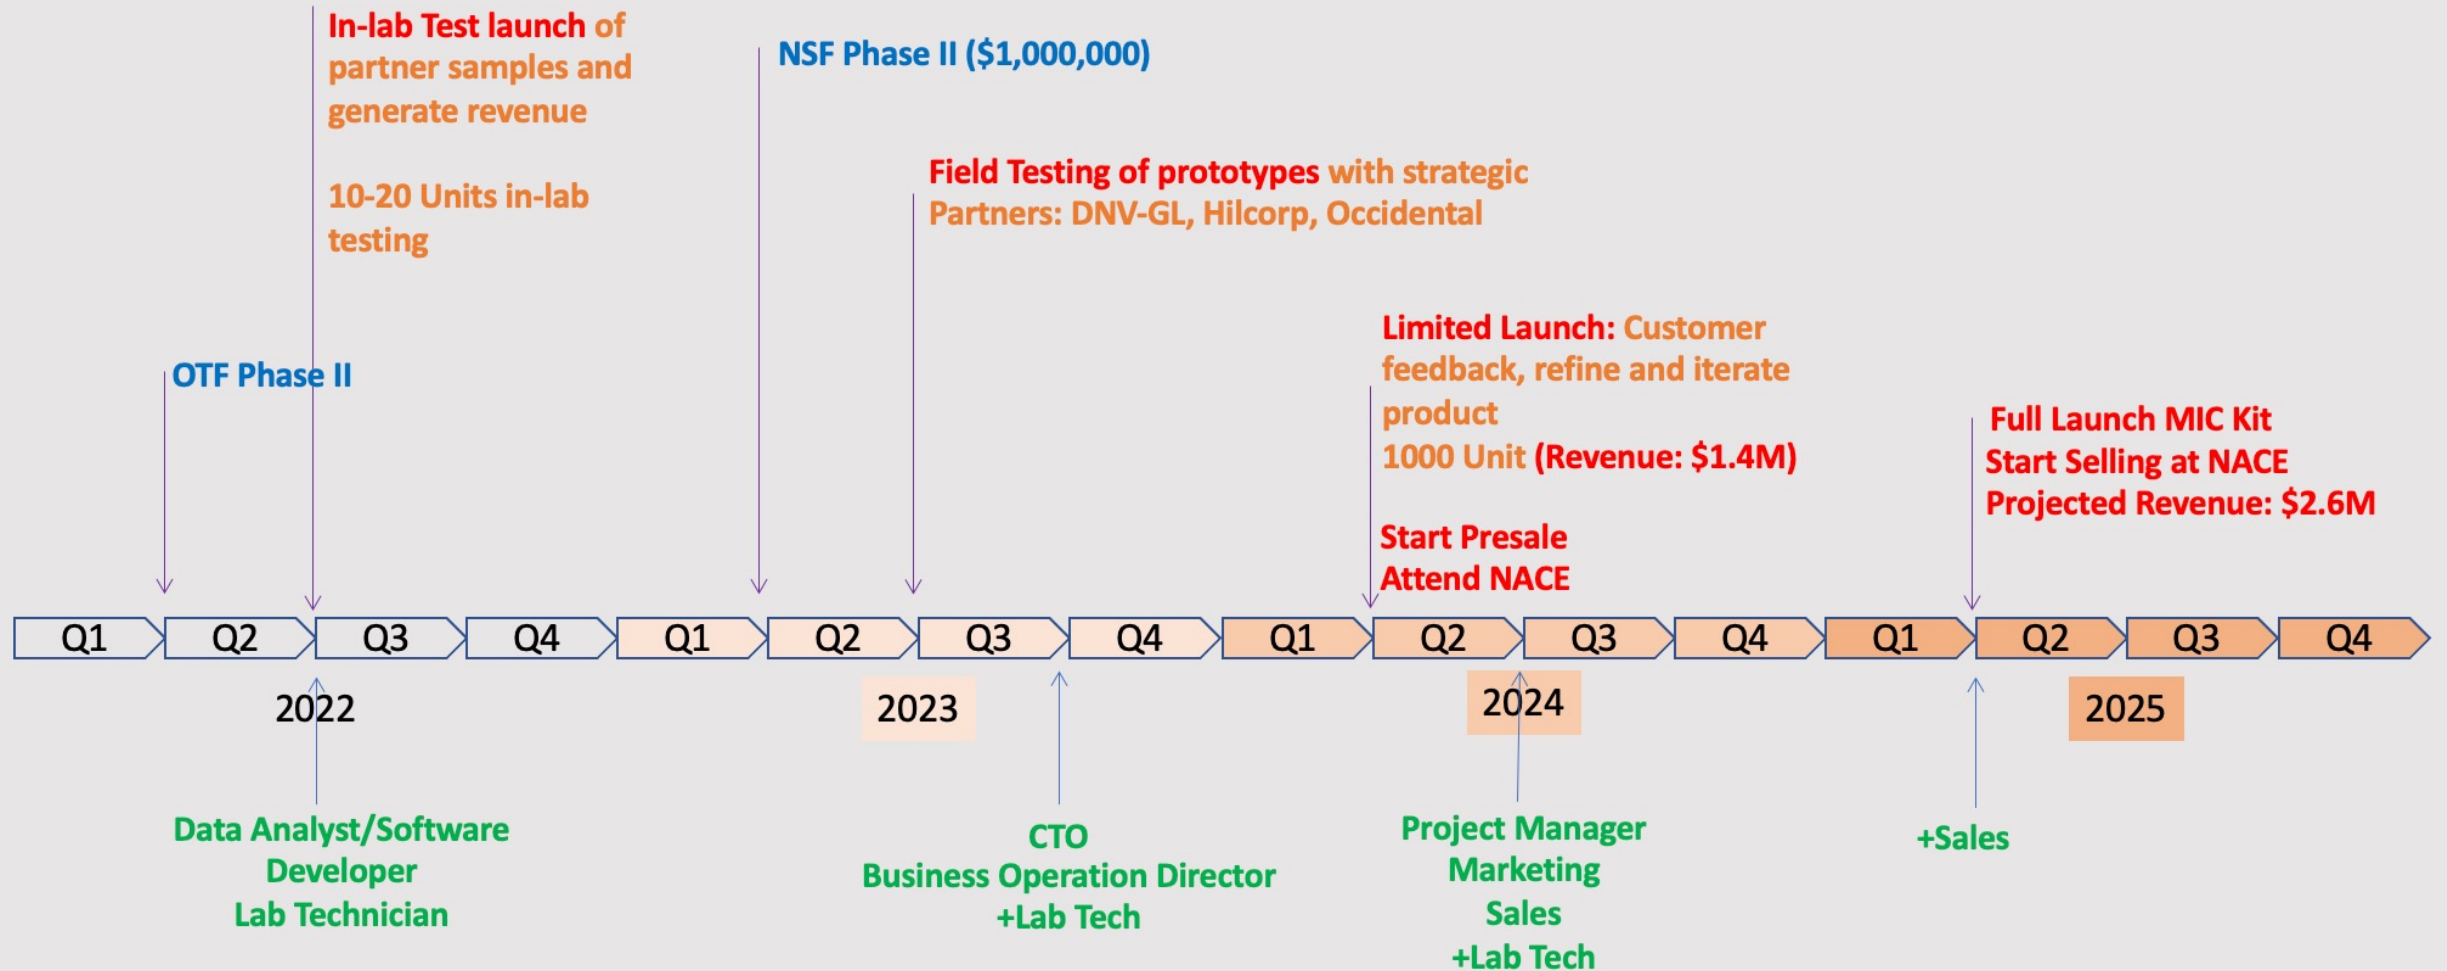 In-lab Test launch of
partner samples and
generate revenue
10-20 Units in-lab
testing
NSF Phase II ($1,000,000)
Field Testing of prototypes with strategic
Partners: DNV-GL, Hilcorp, Occidental
OTF Phase II
Limited Launch: Customer
feedback, refine and iterate
product
1000 Unit (Revenue: $1.4M)
Start Presale
Attend NACE
Full Launch MIC Kit
Start Selling at NACE
Projected Revenue: $2.6M
Q1 Q2 Q3 Q4 Q1 Q2 Q3 Q4 Q1 Q2 Q3 Q4 Q1 Q2 Q3 Q4
2022 2023 2024 2025
Data Analyst/Software
Developer
Lab Technician
CTO
Business Operation Director
+Lab Tech
Project Manager
Marketing
Sales
+Lab Tech
+Sales